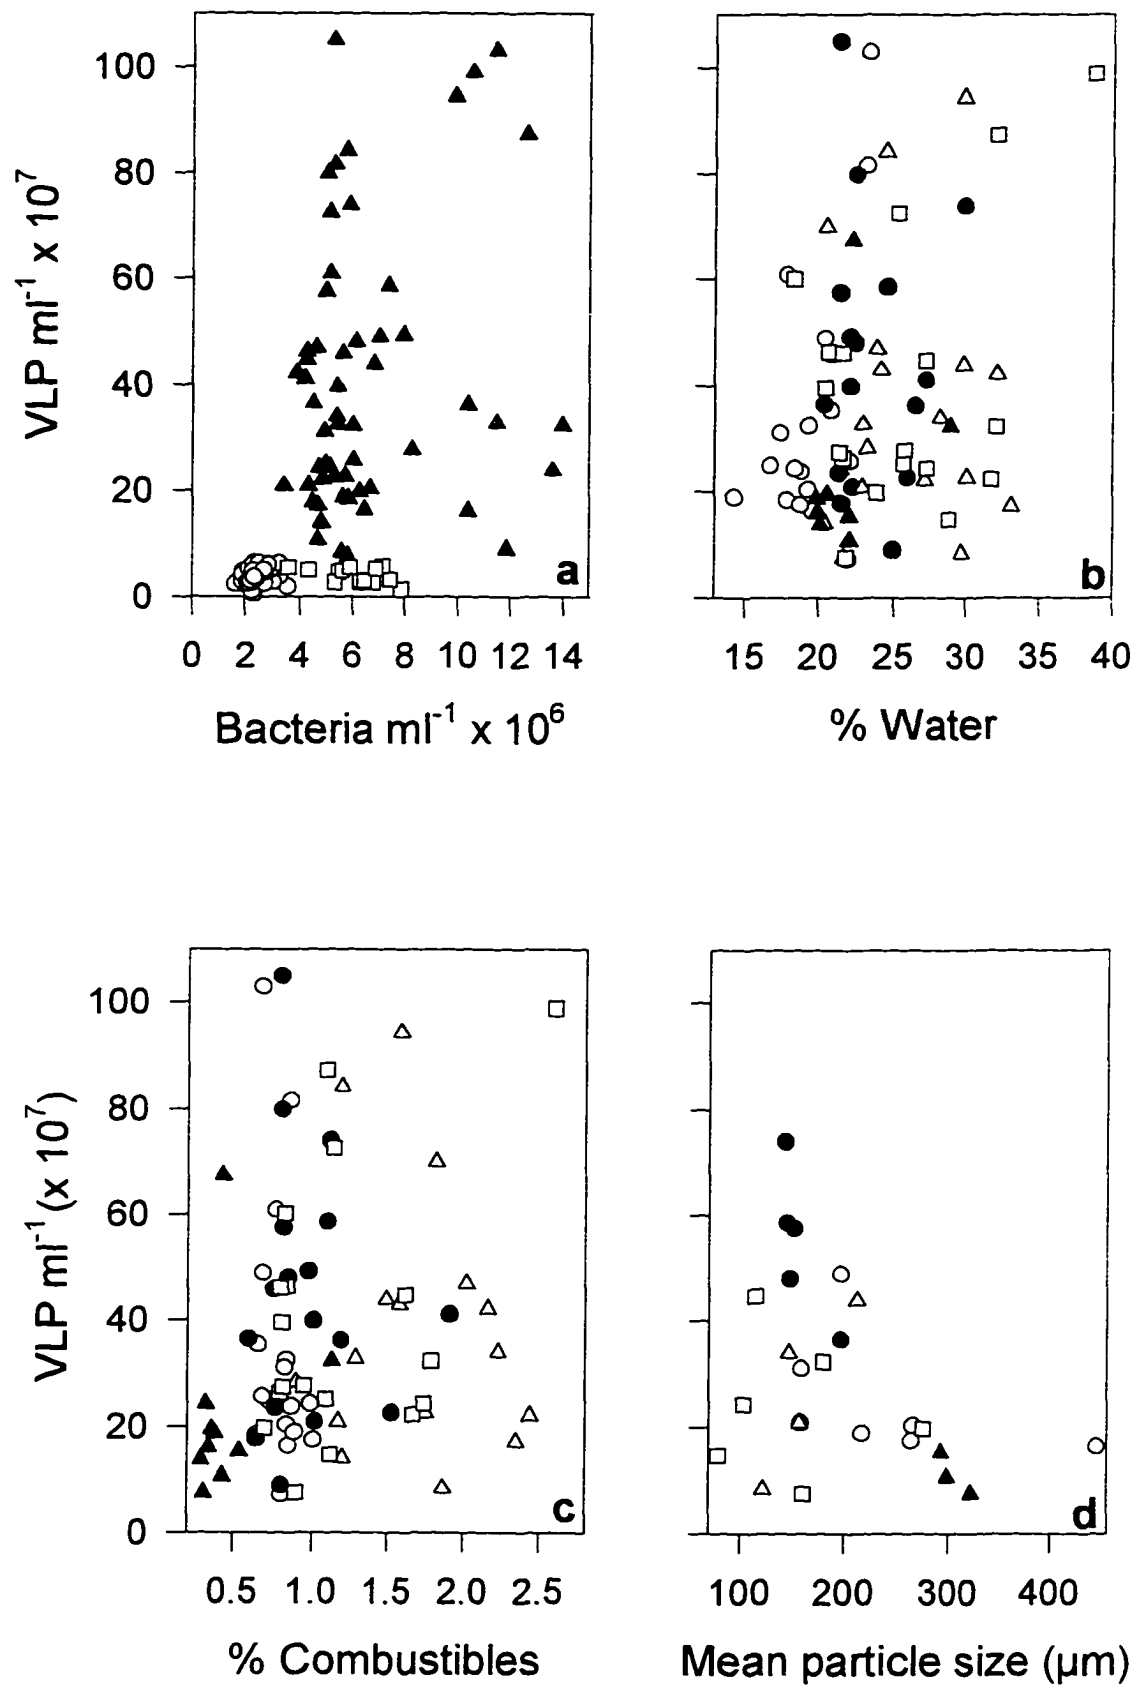 100
80
60
40
20
0
VLP ml⁻¹ x 10⁷
a
0 2 4 6 8 10 12 14
Bacteria ml⁻¹ x 10⁶
b
15 20 25 30 35 40
% Water
100
80
60
40
20
0
VLP ml⁻¹ (x 10⁷)
c
0.5 1.0 1.5 2.0 2.5
% Combustibles
d
100 200 300 400
Mean particle size (µm)